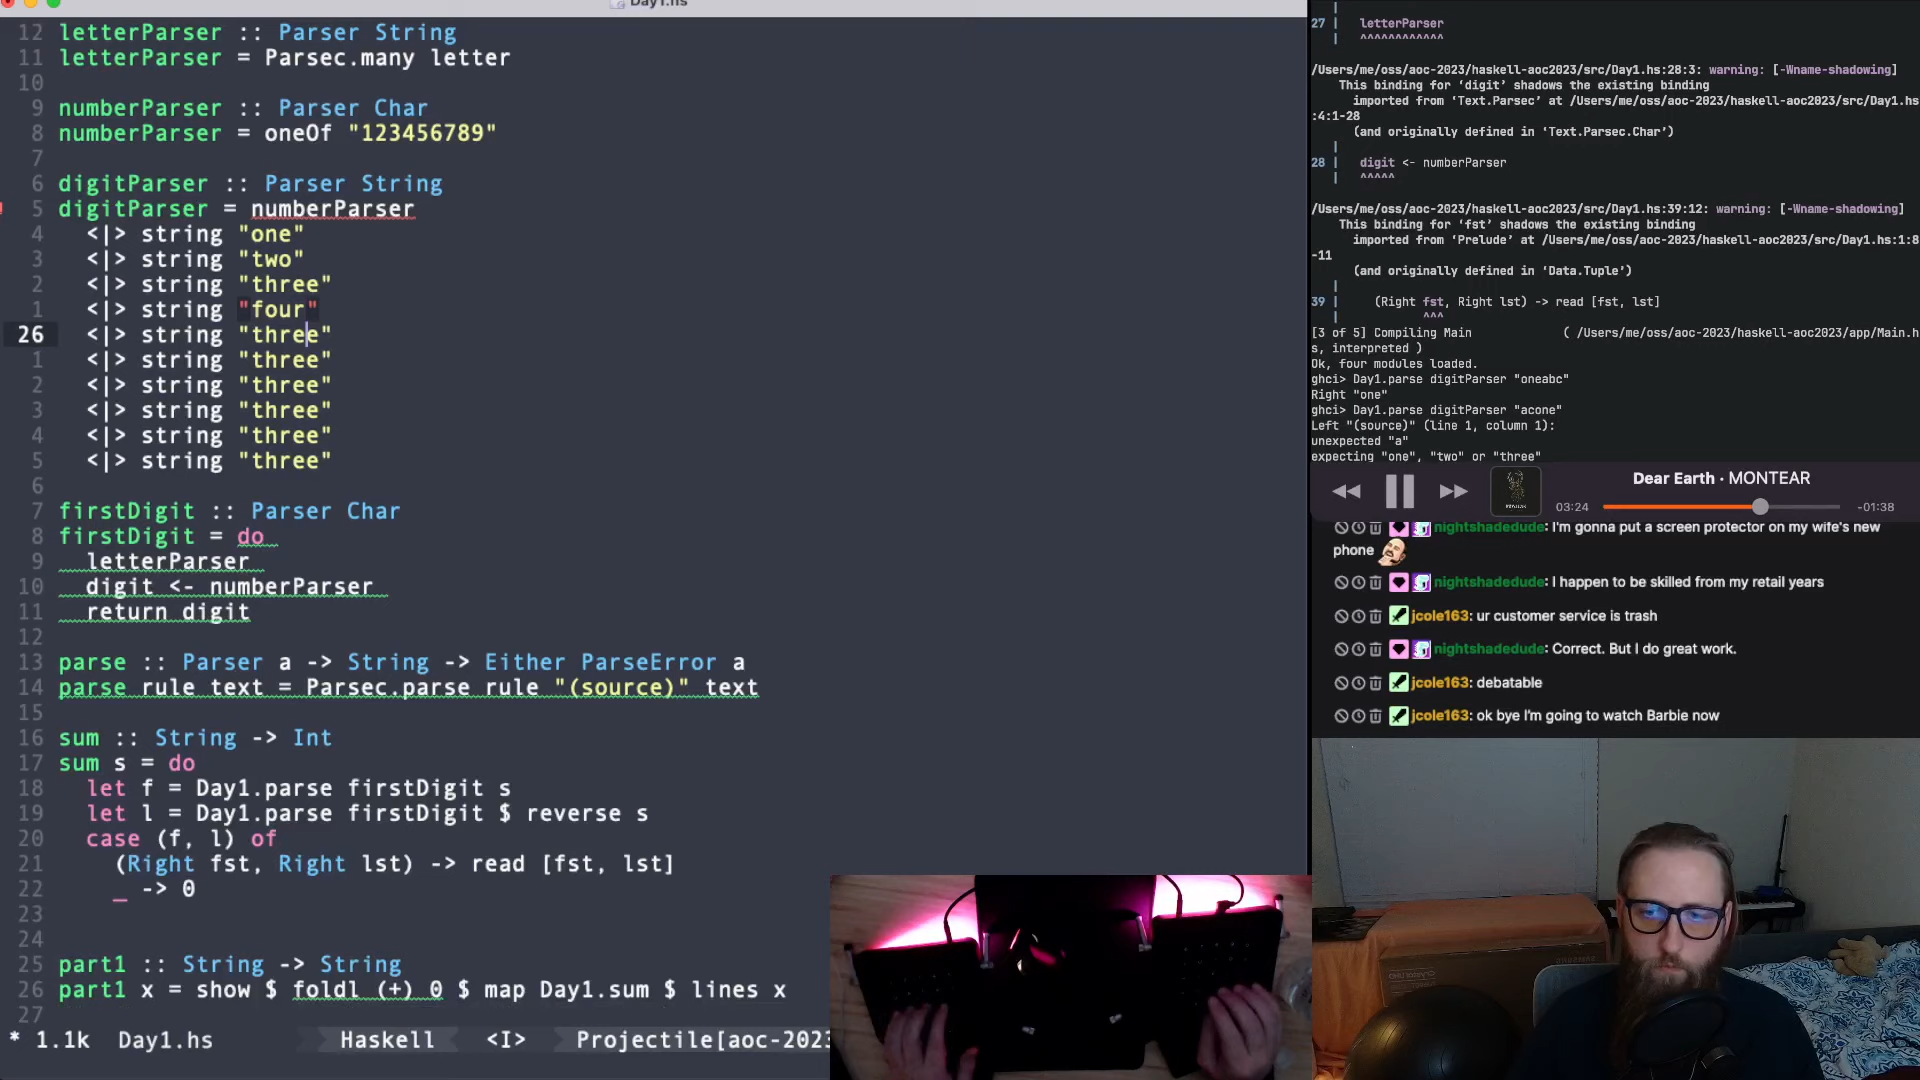 Day1.hs
12 letterParser :: Parser String
11 letterParser = Parsec.many letter
10
9 numberParser :: Parser Char
8 numberParser = oneOf "123456789"
7
6 digitParser :: Parser String
5 digitParser = numberParser
4 <|> string "one"
3 <|> string "two"
2 <|> string "three"
1 <|> string "four"
26 <|> string "three"
1 <|> string "three"
2 <|> string "three"
3 <|> string "three"
4 <|> string "three"
5 <|> string "three"
6
7 firstDigit :: Parser Char
8 firstDigit = do
9 letterParser
10 digit <- numberParser
11 return digit
12
13 parse :: Parser a -> String -> Either ParseError a
14 parse rule text = Parsec.parse rule "(source)" text
15
16 sum :: String -> Int
17 sum s = do
18 let f = Day1.parse firstDigit s
19 let l = Day1.parse firstDigit $ reverse s
20 case (f, l) of
21 (Right fst, Right lst) -> read [fst, lst]
22 _ -> 0
23
24
25 part1 :: String -> String
26 part1 x = show $ foldl (+) 0 $ map Day1.sum $ lines x
27
* 1.1k Day1.hs Haskell <I> Projectile[aoc-2023
|
27 | letterParser
| ^^^^^^^^^^^^
/Users/me/oss/aoc-2023/haskell-aoc2023/src/Day1.hs:28:3: warning: [-Wname-shadowing]
This binding for ‘digit’ shadows the existing binding
imported from ‘Text.Parsec’ at /Users/me/oss/aoc-2023/haskell-aoc2023/src/Day1.hs
:4:1-28
(and originally defined in ‘Text.Parsec.Char’)
|
28 | digit <- numberParser
| ^^^^^
/Users/me/oss/aoc-2023/haskell-aoc2023/src/Day1.hs:39:12: warning: [-Wname-shadowing]
This binding for ‘fst’ shadows the existing binding
imported from ‘Prelude’ at /Users/me/oss/aoc-2023/haskell-aoc2023/src/Day1.hs:1:8
-11
(and originally defined in ‘Data.Tuple’)
|
39 | (Right fst, Right lst) -> read [fst, lst]
| ^^^
[3 of 5] Compiling Main ( /Users/me/oss/aoc-2023/haskell-aoc2023/app/Main.h
s, interpreted )
Ok, four modules loaded.
ghci> Day1.parse digitParser "oneabc"
Right "one"
ghci> Day1.parse digitParser "acone"
Left "(source)" (line 1, column 1):
unexpected "a"
expecting "one", "two" or "three"
Dear Earth · MONTEAR
03:24 -01:38
nightshadedude: I'm gonna put a screen protector on my wife's new
phone
nightshadedude: I happen to be skilled from my retail years
jcole163: ur customer service is trash
nightshadedude: Correct. But I do great work.
jcole163: debatable
jcole163: ok bye I'm going to watch Barbie now